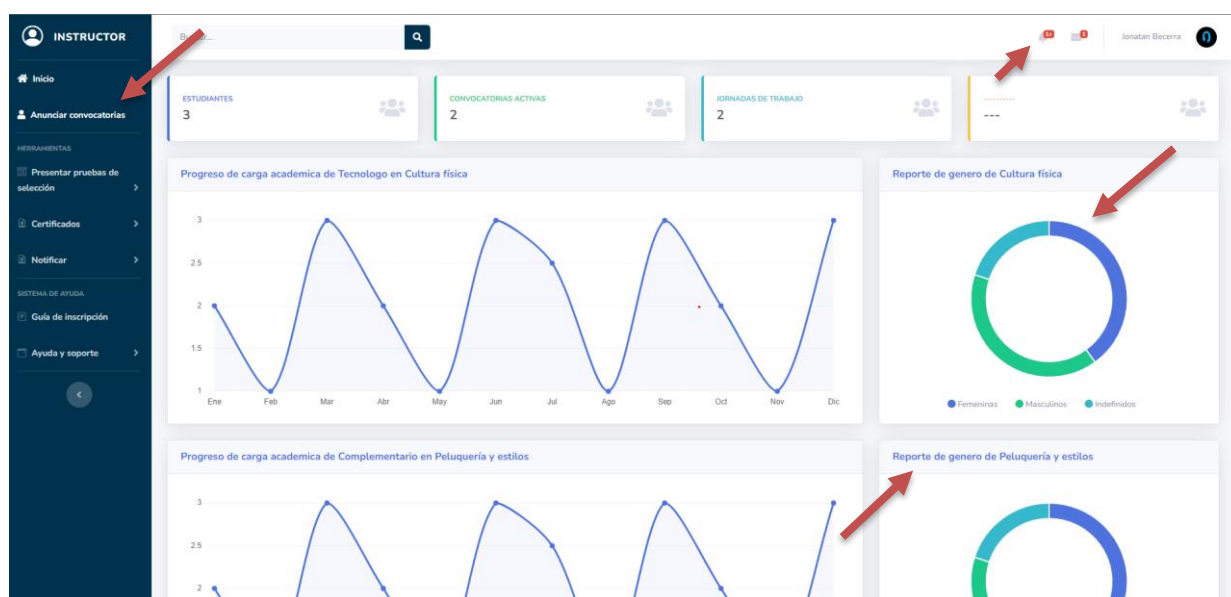 INSTRUCTOR
Inicio
Anunciar convocatorias
HERRAMIENTAS
Presentar pruebas de
selección
Certificados
Notificar
SISTEMA DE AYUDA
Guía de inscripción
Ayuda y soporte
1+
1
Jonatan Becerra
ESTUDIANTES
3
CONVOCATORIAS ACTIVAS
2
JORNADAS DE TRABAJO
2
----------
---
Progreso de carga academica de Tecnologo en Cultura física
3
2.5
2
1.5
1
Ene Feb Mar Abr May Jun Jul Ago Sep Oct Nov Dic
Reporte de genero de Cultura física
Femeninas Masculinos Indefinidos
Progreso de carga academica de Complementario en Peluquería y estilos
3
2.5
2
Reporte de genero de Peluquería y estilos